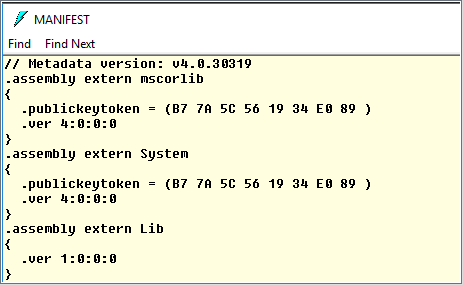 MANIFEST
Find Find Next
// Metadata version: v4.0.30319
.assembly extern mscorlib
{
.publickeytoken = (B7 7A 5C 56 19 34 E0 89 )
.ver 4:0:0:0
}
.assembly extern System
{
.publickeytoken = (B7 7A 5C 56 19 34 E0 89 )
.ver 4:0:0:0
}
.assembly extern Lib
{
.ver 1:0:0:0
}